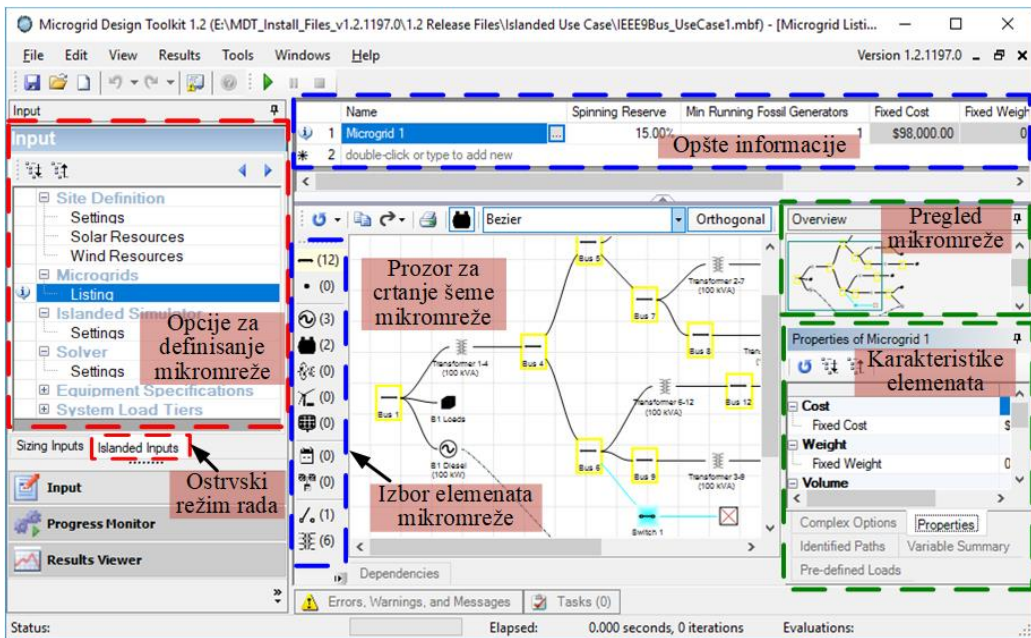 Microgrid Design Toolkit 1.2 (E:\MDT_Install_Files_v1.2.1197.0\1.2 Release Files\Islanded Use Case\IEEE9Bus_UseCase1.mbf) - [Microgrid Listi...
File Edit View Results Tools Windows Help
Version 1.2.1197.0
Input
Input
Site Definition
Settings
Solar Resources
Wind Resources
Microgrids
Listing
Islanded Simulator
Settings
Solver
Settings
Equipment Specifications
System Load Tiers
Opcije za
definisanje
mikromreže
Sizing Inputs
Islanded Inputs
Ostrvski
režim rada
Input
Progress Monitor
Results Viewer
Name Spinning Reserve Min Running Fossil Generators Fixed Cost Fixed Weigh
1 Microgrid 1 ... 15.00% 1 $98,000.00 0
2 double-click or type to add new
Opšte informacije
Bezier
Orthogonal
(12)
(0)
(3)
(2)
(0)
(0)
(0)
(0)
(0)
(1)
(6)
Prozor za
crtanje šeme
mikromreže
Bus 5
Transformer 2-7
(100 kVA)
Bus 7
Bus 8
Tran
(1
Transformer 1-4
(100 kVA)
Bus 4
Bus 1
B1 Loads
B1 Diesel
(100 kW)
Transformer 6-12
(100 kVA)
Bus 12
Bus 6
Bus 9
Transformer 3-9
(100 kVA)
Switch 1
Izbor elemenata
mikromreže
Dependencies
Overview
Pregled
mikromreže
Properties of Microgrid 1
Karakteristike
elemenata
Cost
Fixed Cost $
Weight
Fixed Weight 0
Volume
Complex Options
Properties
Identified Paths
Variable Summary
Pre-defined Loads
Errors, Warnings, and Messages
Tasks (0)
Status:
Elapsed: 0.000 seconds, 0 iterations
Evaluations: